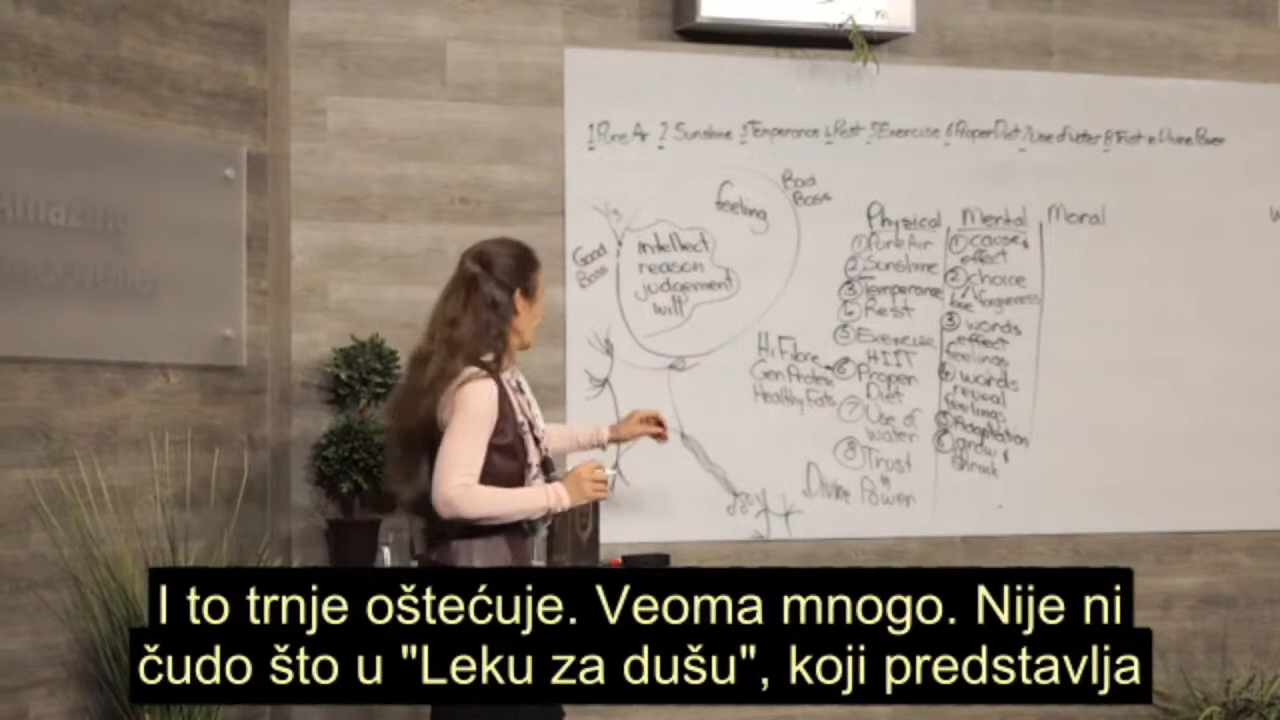 Amazing
1 Pure Air 2 Sunshine 3 Temperance 4 Rest 5 Exercise 6 Proper Diet 7 Use of water 8 Trust in Divine Power
feeling
Bad
Boss
Good
Boss
intellect
reason
judgement
will
Physical
① Pure Air
② Sunshine
③ Temperance
④ Rest
⑤ Exercise
HIIT
⑥ Proper
Diet
⑦ Use of
water
⑧ Trust
in
Divine Power
Hi Fibre
Gen Protein
Healthy Fats
Mental
① cause &
effect
② choice
forgiveness
③ words
effect
feelings
④ words
reveal
feelings
⑤ Adaptation
⑥ grow &
shrink
Moral
I to trnje oštećuje. Veoma mnogo. Nije ni
čudo što u "Leku za dušu", koji predstavlja